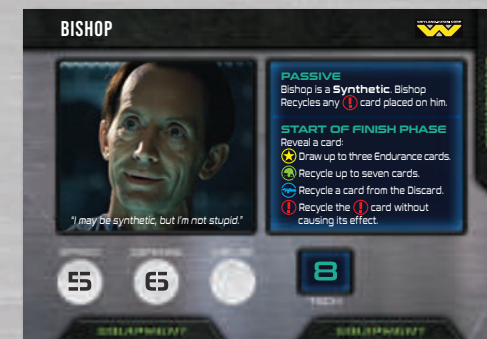 BISHOP
PASSIVE
Bishop is a Synthetic. Bishop
Recycles any ! card placed on him.
START OF FINISH PHASE
Reveal a card:
Draw up to three Endurance cards.
Recycle up to seven cards.
Recycle a card from the Discard.
! Recycle the ! card without
causing its effect.
"I may be synthetic, but I'm not stupid."
55
65
8
TECH
EQUIPMENT
EQUIPMENT